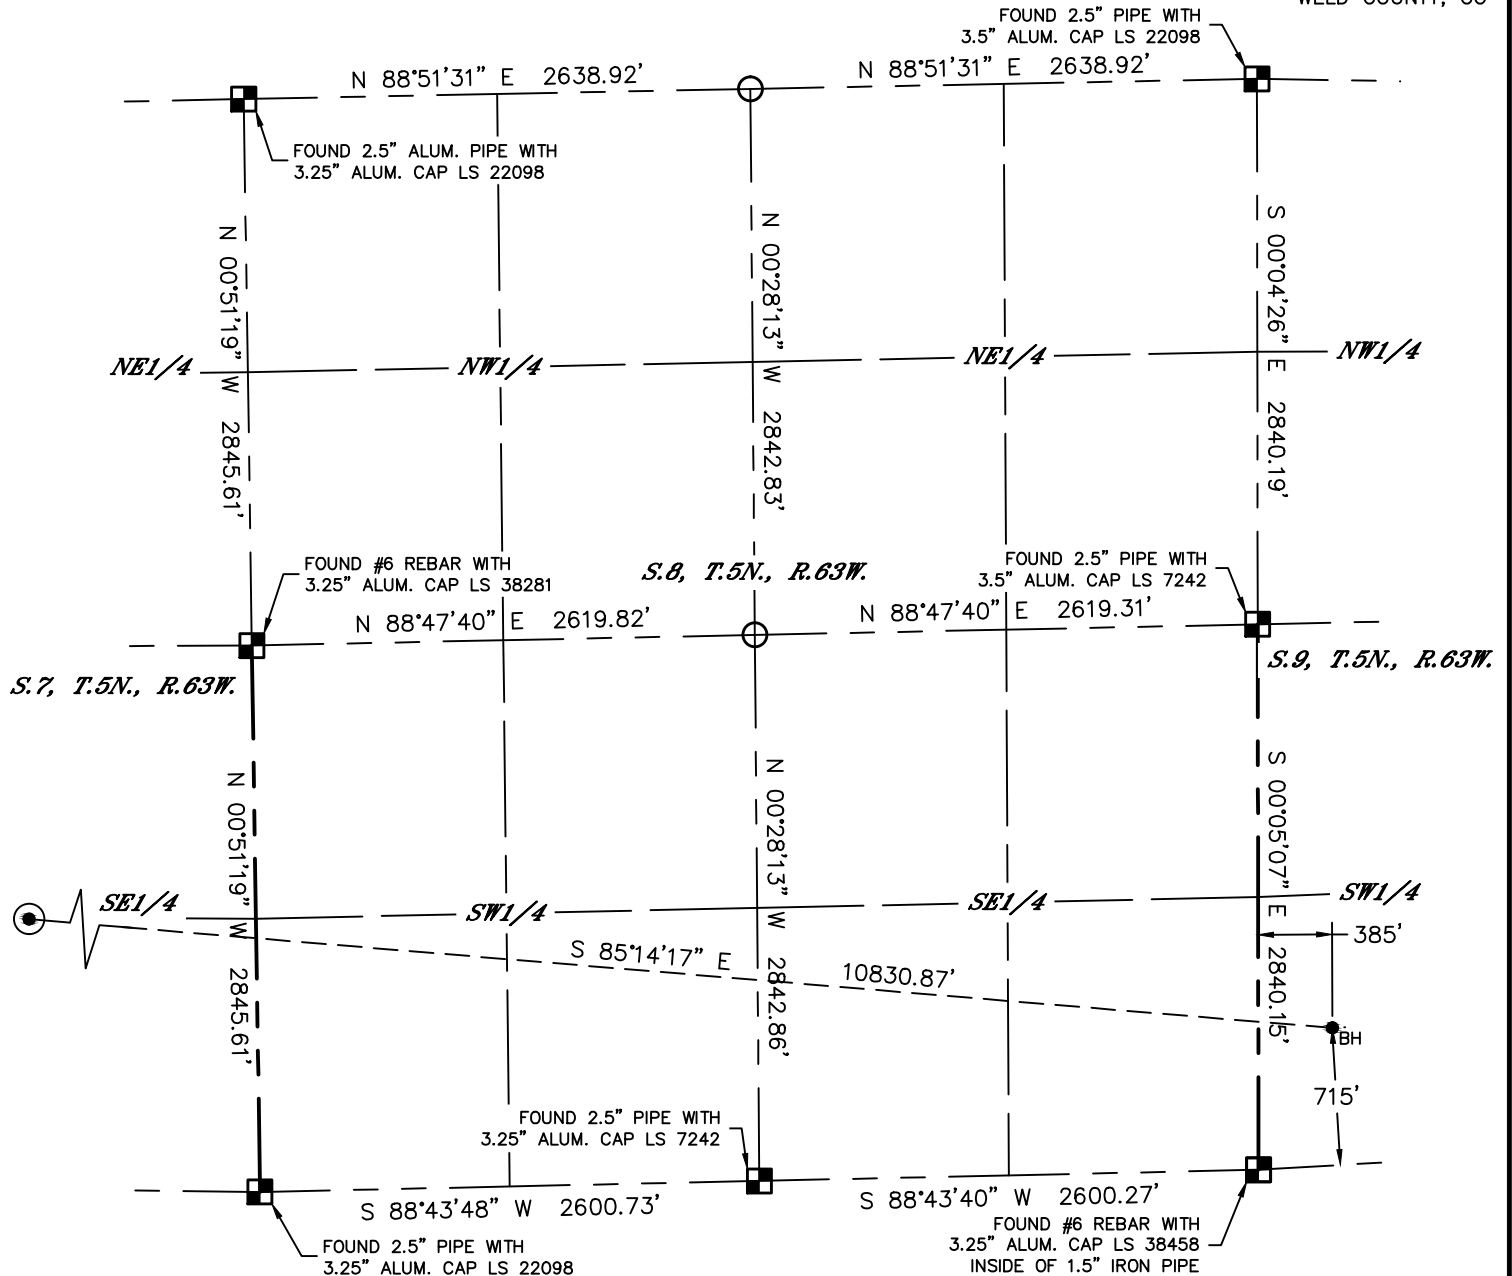 FOUND 2.5” PIPE WITH
3.5” ALUM. CAP LS 22098
N 88°51'31” E 2638.92'
N 88°51'31” E 2638.92'
FOUND 2.5” ALUM. PIPE WITH
3.25” ALUM. CAP LS 22098
N 00°51'19” W 2845.61'
N 00°28'13” W 2842.83'
S 00°04'26” E 2840.19'
NE1/4
NW1/4
NE1/4
NW1/4
FOUND #6 REBAR WITH
3.25” ALUM. CAP LS 38281
S.8, T.5N., R.63W.
FOUND 2.5” PIPE WITH
3.5” ALUM. CAP LS 7242
N 88°47'40” E 2619.82'
N 88°47'40” E 2619.31'
S.7, T.5N., R.63W.
S.9, T.5N., R.63W.
N 00°51'19” W 2845.61'
N 00°28'13” W 2842.86'
S 00°05'07” E 2840.15'
SE1/4
SW1/4
SE1/4
SW1/4
385'
S 85°14'17” E 10830.87'
BH
715'
FOUND 2.5” PIPE WITH
3.25” ALUM. CAP LS 7242
S 88°43'48” W 2600.73'
S 88°43'40” W 2600.27'
FOUND 2.5” PIPE WITH
3.25” ALUM. CAP LS 22098
FOUND #6 REBAR WITH
3.25” ALUM. CAP LS 38458
INSIDE OF 1.5” IRON PIPE